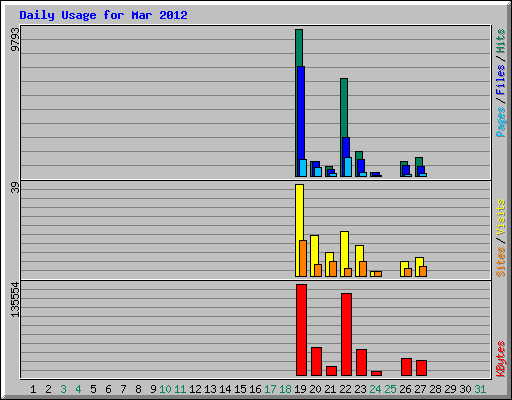 Daily Usage for Mar 2012
9793
Pages / Files / Hits
39
Sites / Visits
135554
KBytes
1 2 3 4 5 6 7 8 9 10 11 12 13 14 15 16 17 18 19 20 21 22 23 24 25 26 27 28 29 30 31